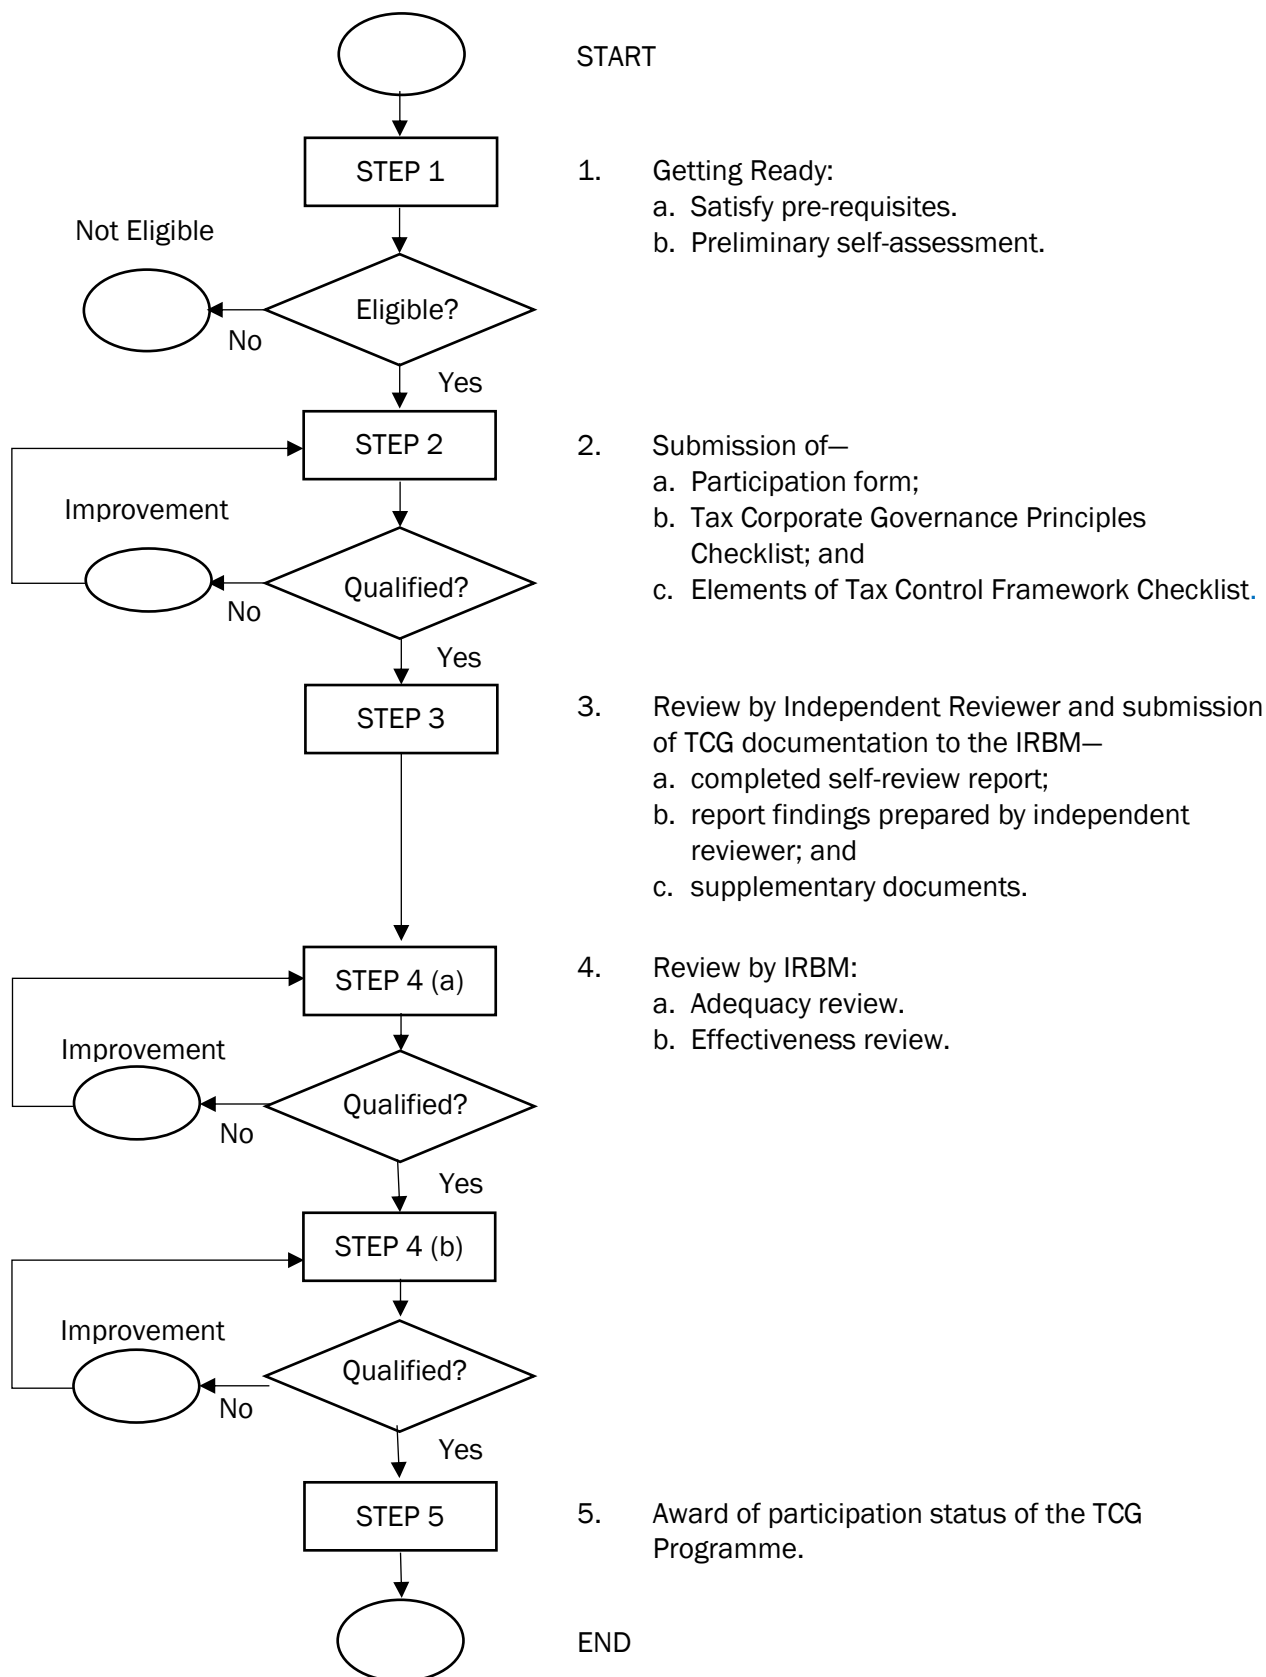 START
STEP 1
1. Getting Ready:
a. Satisfy pre-requisites.
b. Preliminary self-assessment.
Not Eligible
Eligible?
No
Yes
STEP 2
2. Submission of—
a. Participation form;
b. Tax Corporate Governance Principles
Checklist; and
c. Elements of Tax Control Framework Checklist.
Improvement
Qualified?
No
Yes
STEP 3
3. Review by Independent Reviewer and submission
of TCG documentation to the IRBM—
a. completed self-review report;
b. report findings prepared by independent
reviewer; and
c. supplementary documents.
STEP 4 (a)
4. Review by IRBM:
a. Adequacy review.
b. Effectiveness review.
Improvement
Qualified?
No
Yes
STEP 4 (b)
Improvement
Qualified?
No
Yes
STEP 5
5. Award of participation status of the TCG
Programme.
END